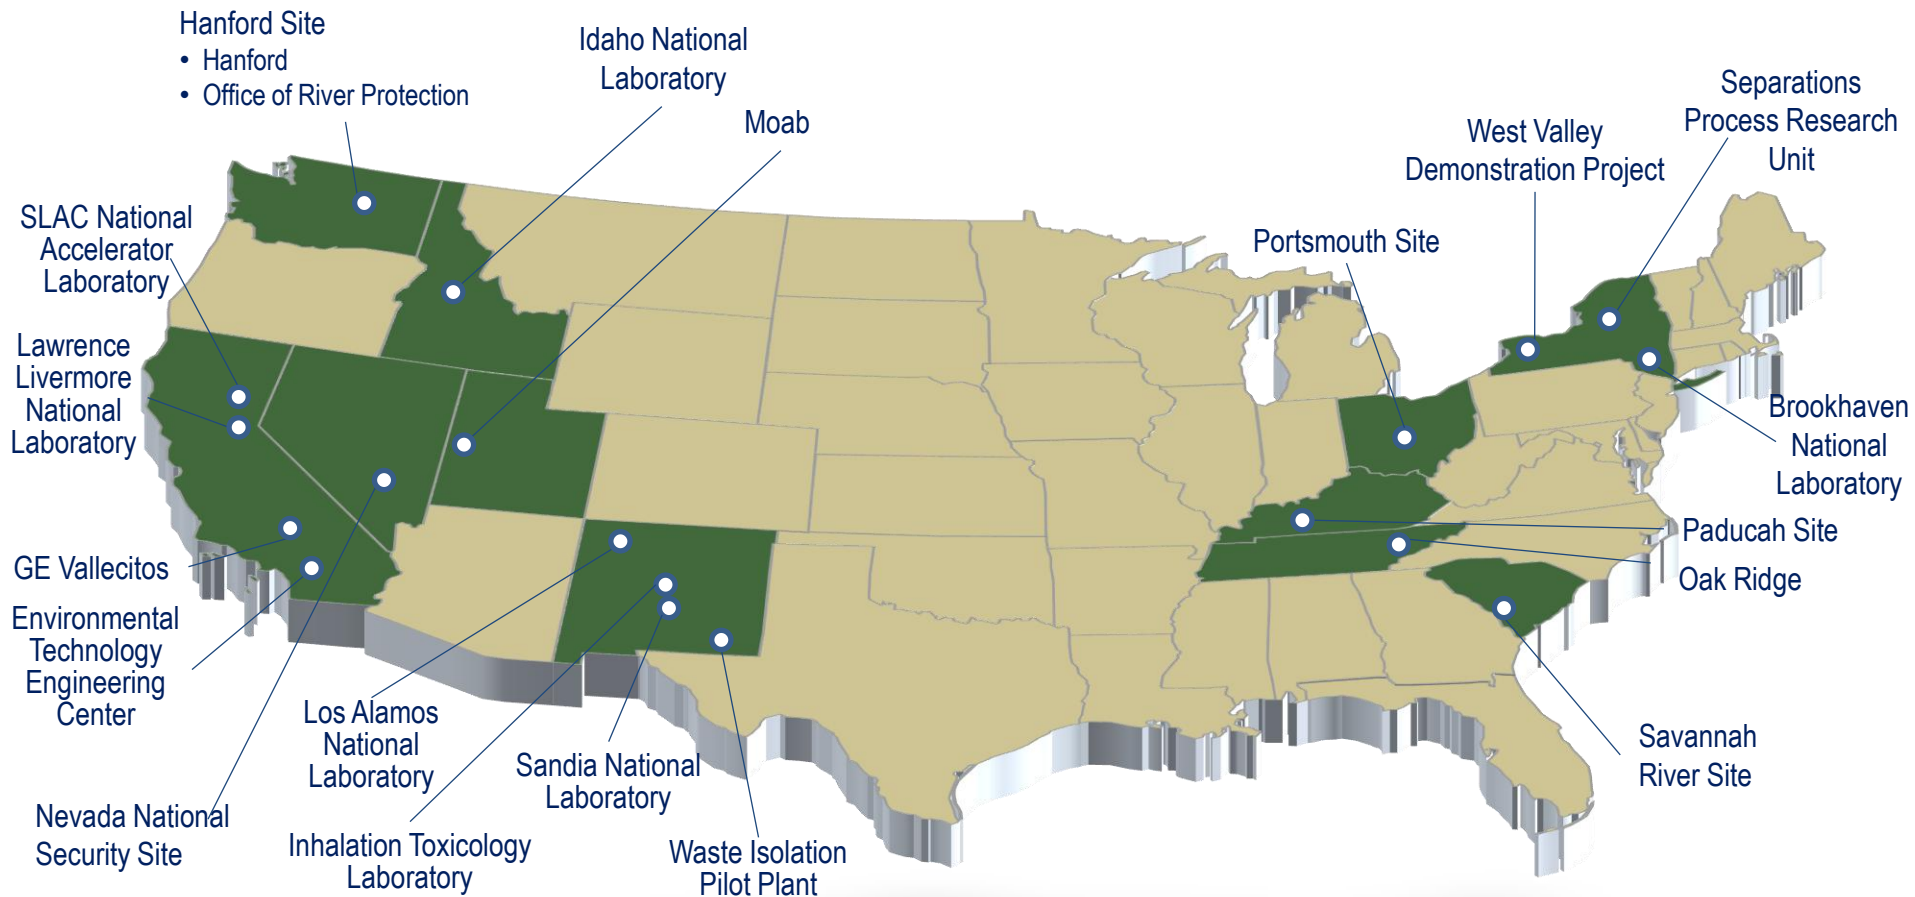 Hanford Site
• Hanford
• Office of River Protection
Idaho National
Laboratory
Moab
Separations
Process Research
Unit
West Valley
Demonstration Project
Portsmouth Site
SLAC National
Accelerator
Laboratory
Lawrence
Livermore
National
Laboratory
Brookhaven
National
Laboratory
Paducah Site
Oak Ridge
GE Vallecitos
Environmental
Technology
Engineering
Center
Los Alamos
National
Laboratory
Sandia National
Laboratory
Savannah
River Site
Nevada National
Security Site
Inhalation Toxicology
Laboratory
Waste Isolation
Pilot Plant